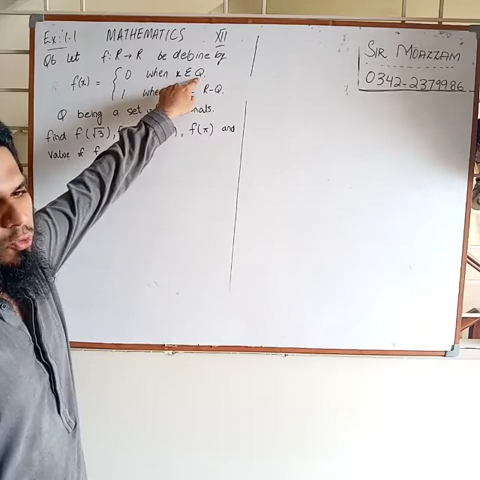 Ex: 1.1 MATHEMATICS XII
Q6 Let f: R → R be define by
f(x) = { 0 when x ∈ Q.
1 when R-Q.
Q being a set
find f(√3), f(π) and
value
SIR MOAZZAM
0342-2379986